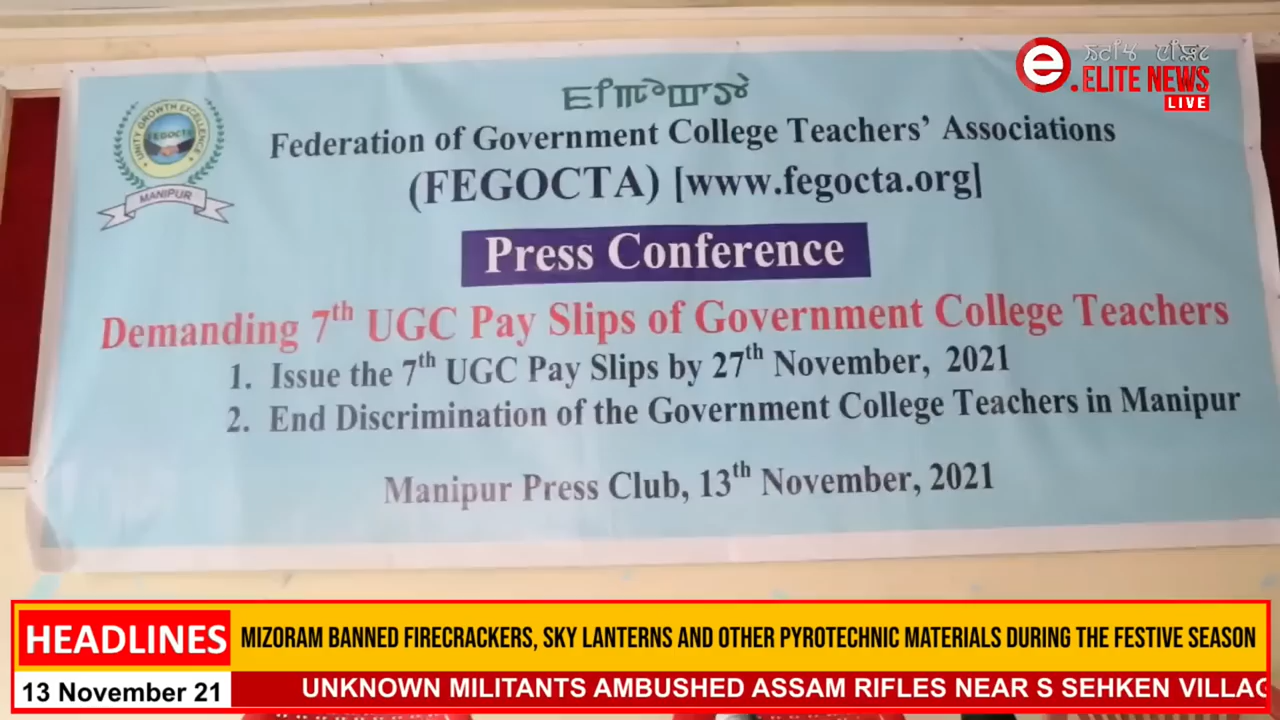 e. ELITE NEWS
LIVE
UNITY GROWTH EXCELLENCE
FEGOCTA
MANIPUR
Federation of Government College Teachers' Associations
(FEGOCTA) [www.fegocta.org]
Press Conference
Demanding 7th UGC Pay Slips of Government College Teachers
1. Issue the 7th UGC Pay Slips by 27th November, 2021
2. End Discrimination of the Government College Teachers in Manipur
Manipur Press Club, 13th November, 2021
HEADLINES
MIZORAM BANNED FIRECRACKERS, SKY LANTERNS AND OTHER PYROTECHNIC MATERIALS DURING THE FESTIVE SEASON
13 November 21
UNKNOWN MILITANTS AMBUSHED ASSAM RIFLES NEAR S SEHKEN VILLAG